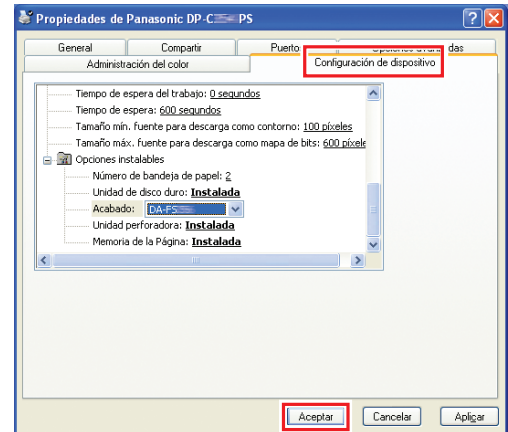 Propiedades de Panasonic DP-C PS
General Compartir Puerto das
Administración del color Configuración de dispositivo
Tiempo de espera del trabajo: 0 segundos
Tiempo de espera: 600 segundos
Tamaño mín. fuente para descarga como contorno: 100 píxeles
Tamaño máx. fuente para descarga como mapa de bits: 600 píxele
Opciones instalables
Número de bandeja de papel: 2
Unidad de disco duro: Instalada
Acabado: DA-FS
Unidad perforadora: Instalada
Memoria de la Página: Instalada
Aceptar Cancelar Aplicar